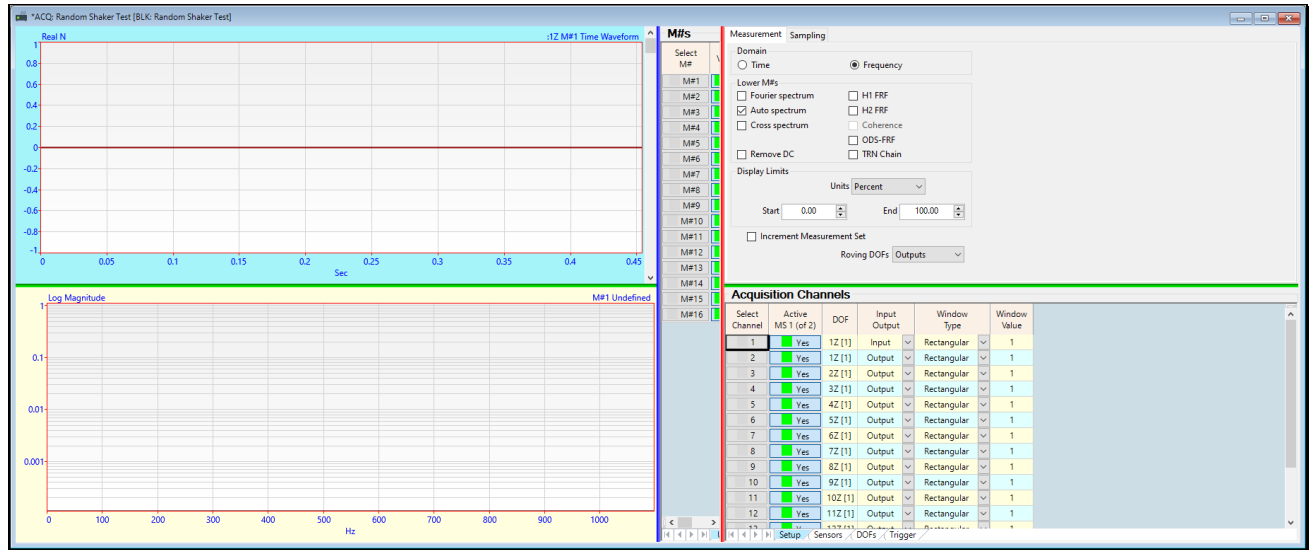 *ACQ: Random Shaker Test [BLK: Random Shaker Test]
Real N
:1Z M#1 Time Waveform
1
0.8
0.6
0.4
0.2
0
-0.2
-0.4
-0.6
-0.8
-1
0 0.05 0.1 0.15 0.2 0.25 0.3 0.35 0.4 0.45
Sec
Log Magnitude
M#1 Undefined
1
0.1
0.01
0.001
0 100 200 300 400 500 600 700 800 900 1000
Hz
M#s
Select
M#
M#1
M#2
M#3
M#4
M#5
M#6
M#7
M#8
M#9
M#10
M#11
M#12
M#13
M#14
M#15
M#16
Measurement Sampling
Domain
Time Frequency
Lower M#s
Fourier spectrum H1 FRF
Auto spectrum H2 FRF
Cross spectrum Coherence
ODS-FRF
Remove DC TRN Chain
Display Limits
Units Percent
Start 0.00 End 100.00
Increment Measurement Set
Roving DOFs Outputs
Acquisition Channels
Select Active DOF Input Window Window
Channel MS 1 (of 2) Output Type Value
1 Yes 1Z [1] Input Rectangular 1
2 Yes 1Z [1] Output Rectangular 1
3 Yes 2Z [1] Output Rectangular 1
4 Yes 3Z [1] Output Rectangular 1
5 Yes 4Z [1] Output Rectangular 1
6 Yes 5Z [1] Output Rectangular 1
7 Yes 6Z [1] Output Rectangular 1
8 Yes 7Z [1] Output Rectangular 1
9 Yes 8Z [1] Output Rectangular 1
10 Yes 9Z [1] Output Rectangular 1
11 Yes 10Z [1] Output Rectangular 1
12 Yes 11Z [1] Output Rectangular 1
Setup Sensors DOFs Trigger